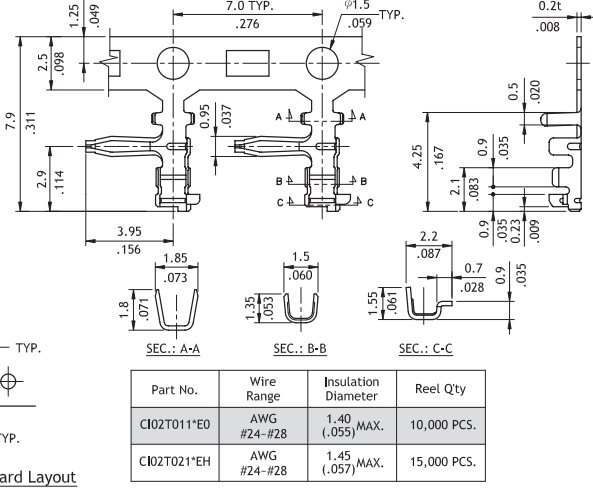 1.25
.049
7.0 TYP.
.276
φ1.5
.059
TYP.
0.2t
.008
2.5
.098
7.9
.311
2.9
.114
0.95
.037
A A
B B
C C
3.95
.156
4.25
.167
0.5
.020
0.9
.035
2.1
.083
0.9
.035
0.23
.009
1.85
.073
1.8
.071
SEC.: A-A
1.5
.060
1.35
.053
SEC.: B-B
2.2
.087
0.7
.028
0.9
.035
1.55
.061
SEC.: C-C
TYP.
TYP.
ard Layout
Part No. Wire Range Insulation Diameter Reel Q'ty
CI02T011*E0 AWG #24~#28 1.40 (.055) MAX. 10,000 PCS.
CI02T021*EH AWG #24~#28 1.45 (.057) MAX. 15,000 PCS.